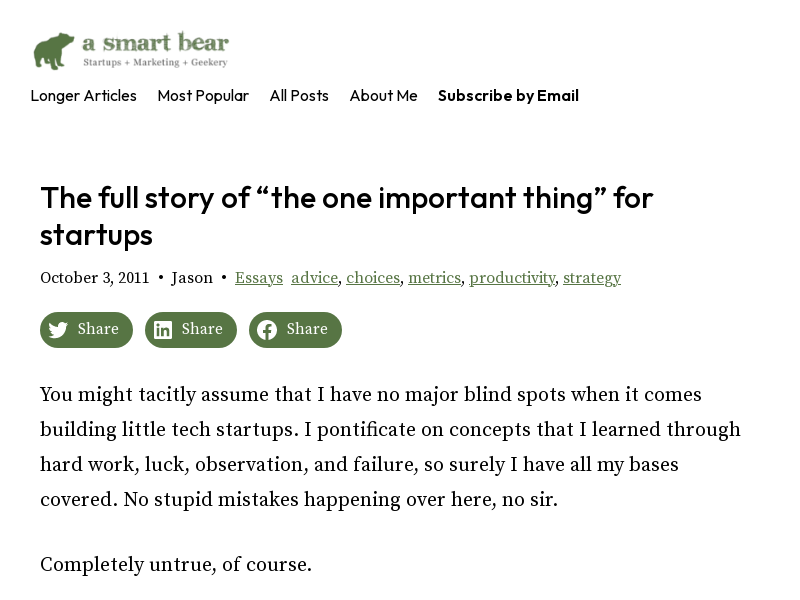 a smart bear
Startups + Marketing + Geekery
Longer Articles Most Popular All Posts About Me Subscribe by Email
The full story of “the one important thing” for
startups
October 3, 2011 • Jason • Essays advice, choices, metrics, productivity, strategy
Share Share Share
You might tacitly assume that I have no major blind spots when it comes
building little tech startups. I pontificate on concepts that I learned through
hard work, luck, observation, and failure, so surely I have all my bases
covered. No stupid mistakes happening over here, no sir.
Completely untrue, of course.